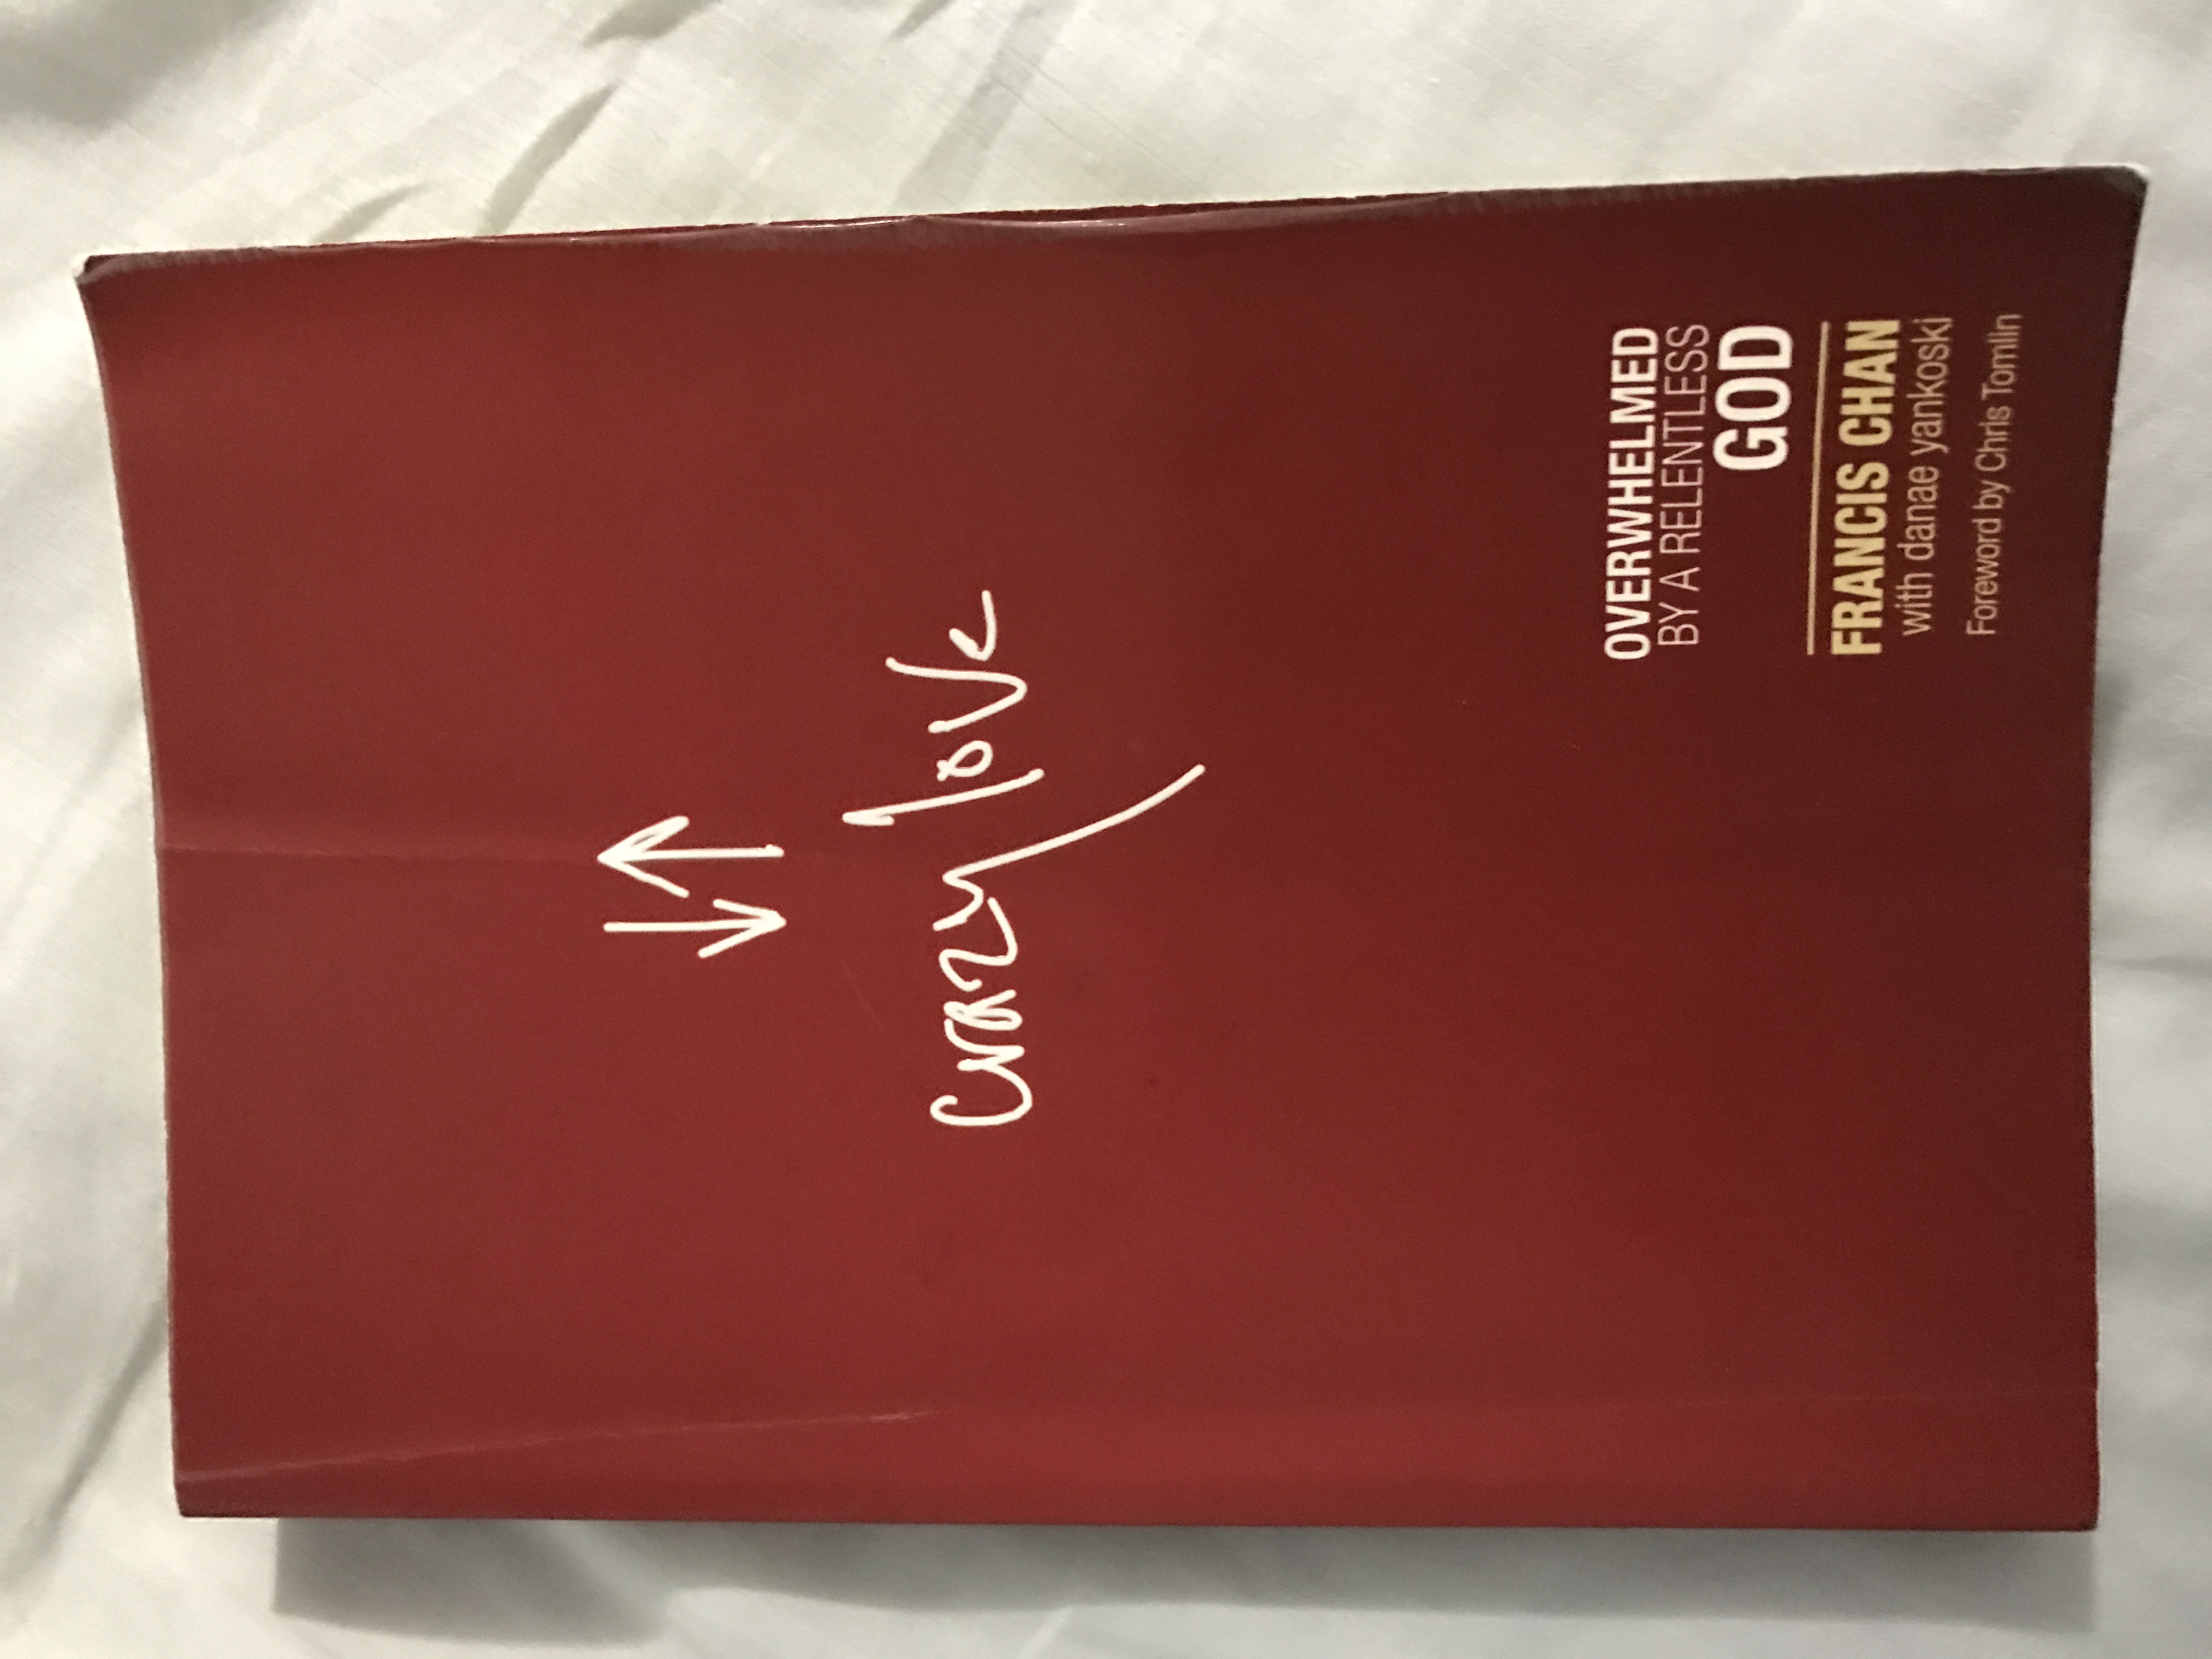 crazy love
OVERWHELMED
BY A RELENTLESS
GOD
FRANCIS CHAN
with danae yankoski
Foreword by Chris Tomlin